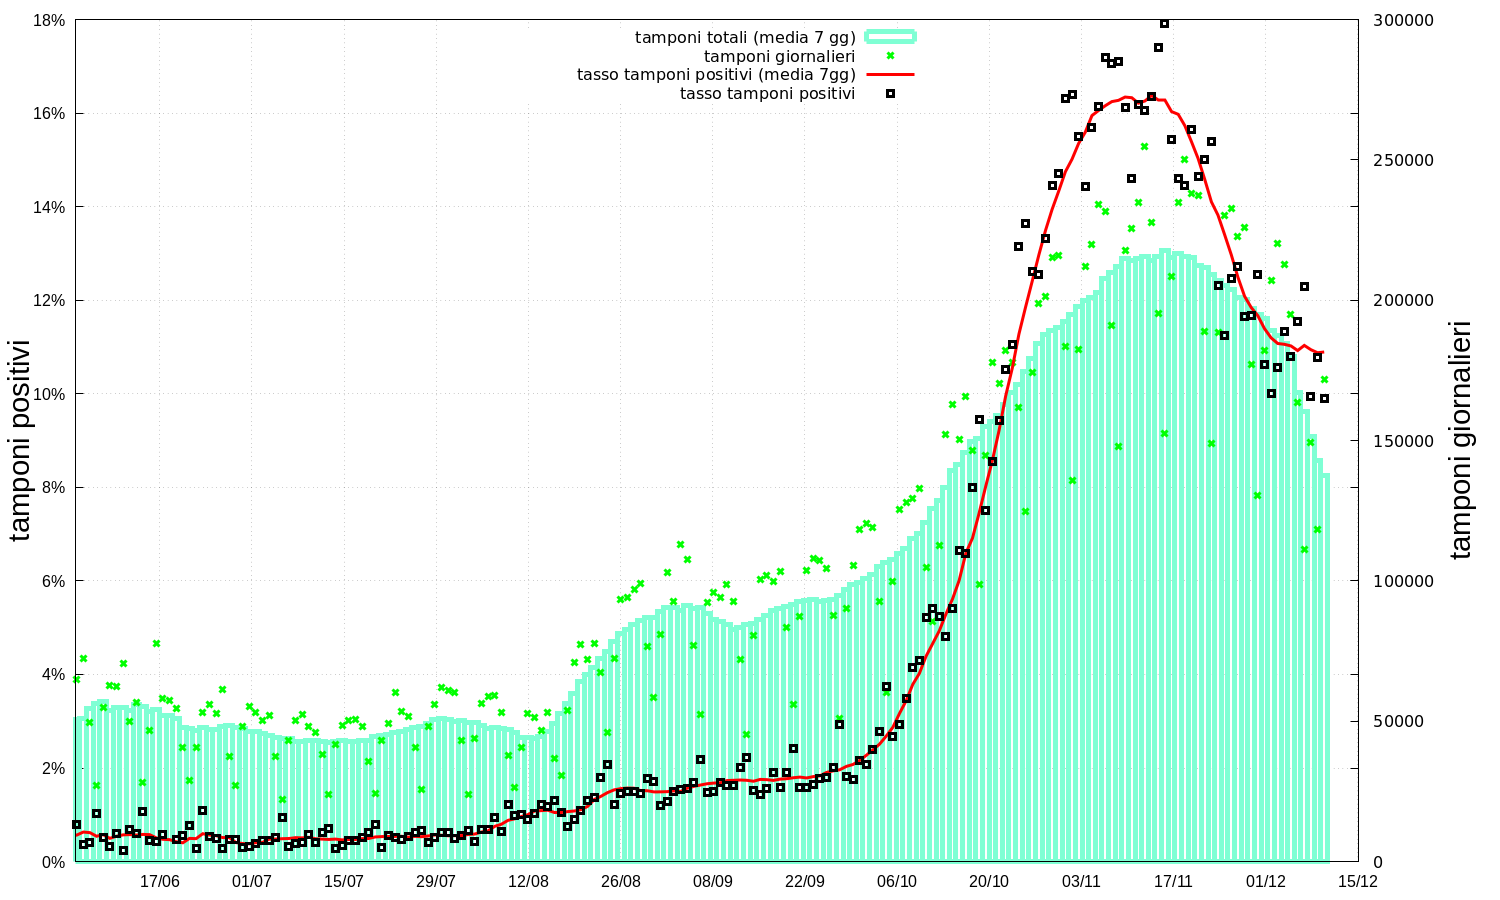 tamponi totali (media 7 gg)
tamponi giornalieri
tasso tamponi positivi (media 7gg)
tasso tamponi positivi
tamponi positivi
18%
16%
14%
12%
10%
8%
6%
4%
2%
0%
300000
250000
200000
150000
100000
50000
0
tamponi giornalieri
17/06 01/07 15/07 29/07 12/08 26/08 08/09 22/09 06/10 20/10 03/11 17/11 01/12 15/12